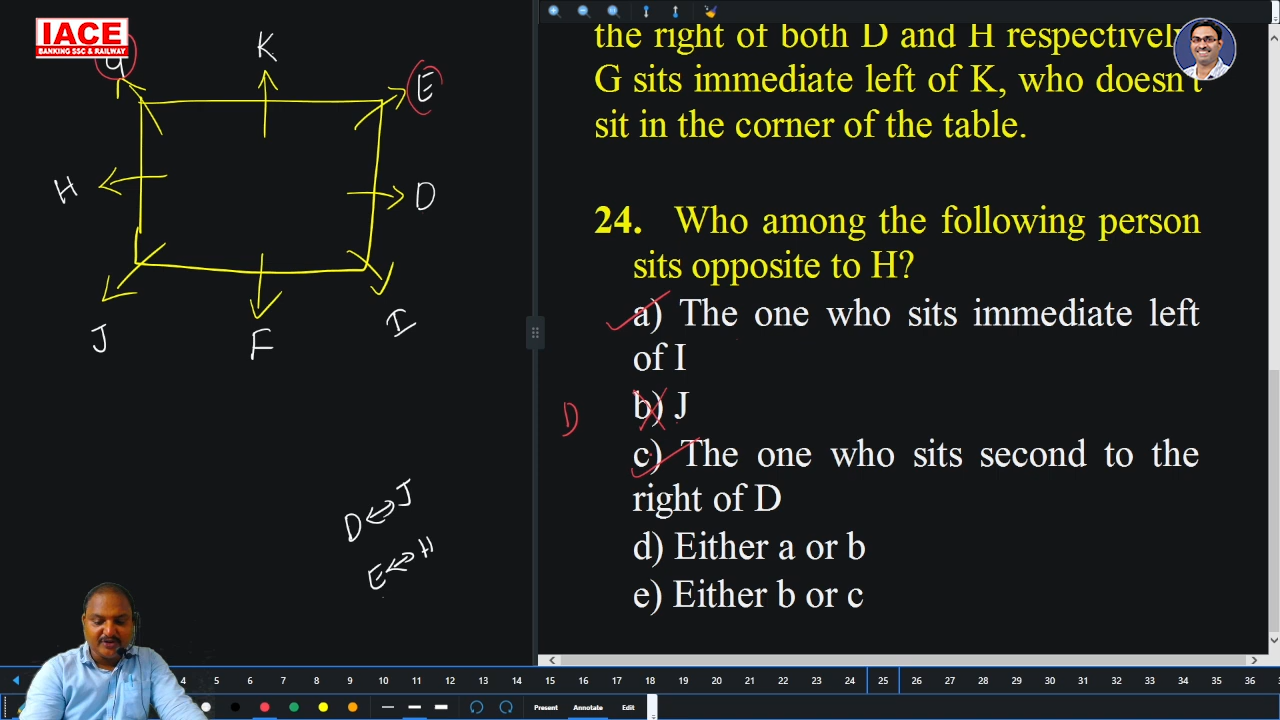 IACE
BANKING SSC & RAILWAY
G
K
E
H
D
J
F
I
D ↔ J
E ↔ H
the right of both D and H respectively.
G sits immediate left of K, who doesn't
sit in the corner of the table.
24. Who among the following person
sits opposite to H?
a) The one who sits immediate left
of I
b) J
D
c) The one who sits second to the
right of D
d) Either a or b
e) Either b or c
4 5 6 7 8 9 10 11 12 13 14 15 16 17 18 19 20 21 22 23 24 25 26 27 28 29 30 31 32 33 34 35 36
Present Annotate Edit